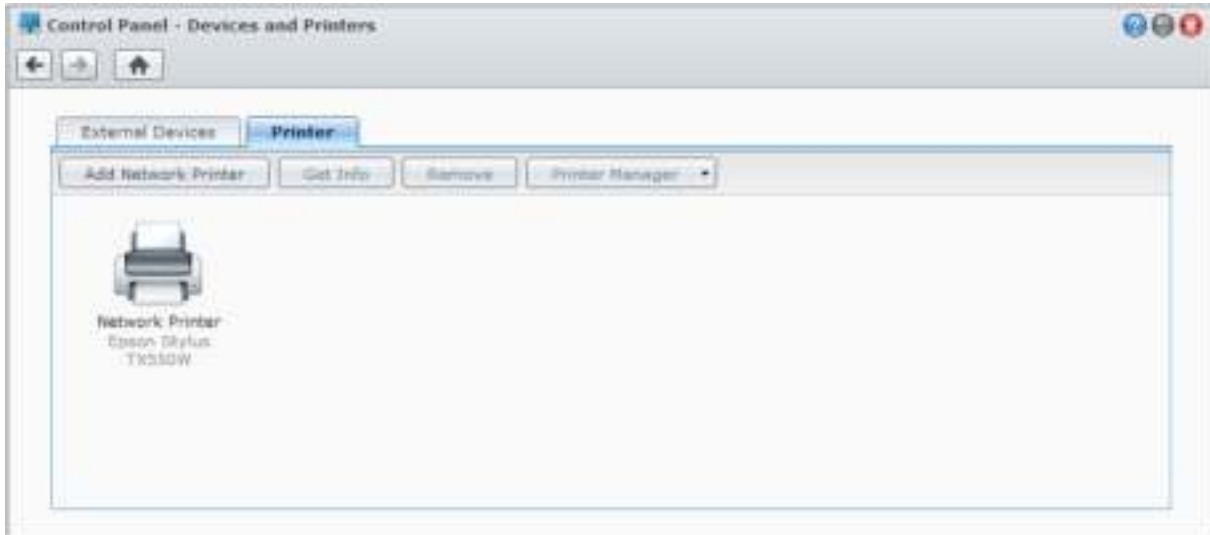 Control Panel - Devices and Printers
External Devices
Printer
Add Network Printer
Get Info
Remove
Printer Manager
Network Printer
Epson Stylus
TX550W